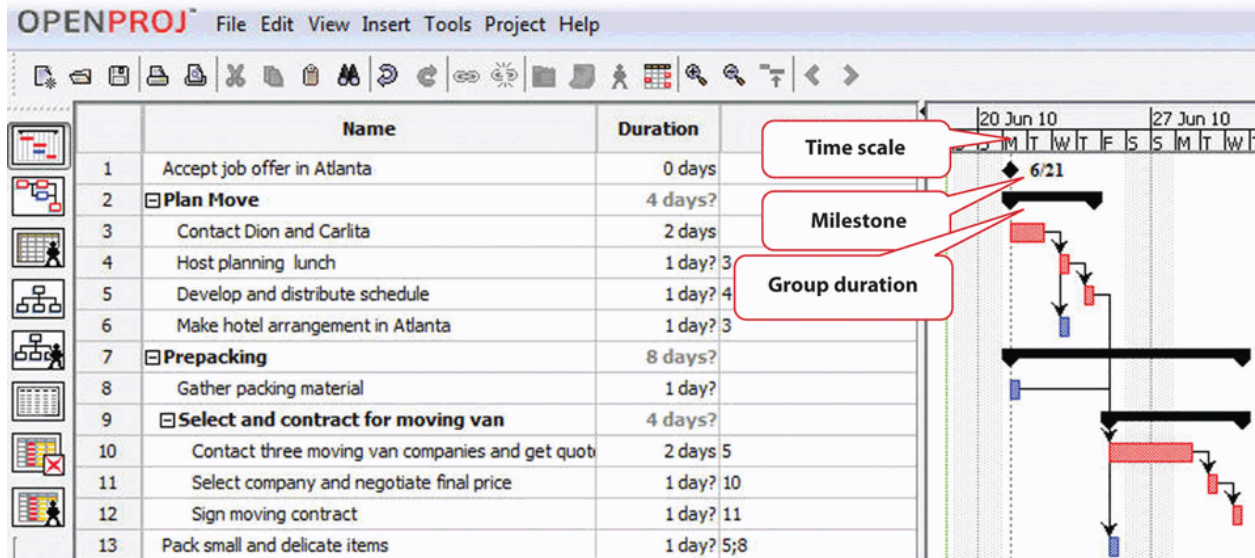 OPENPROJ™ File Edit View Insert Tools Project Help
Name Duration
20 Jun 10 27 Jun 10
M T W T F S S M T W
Time scale
1 Accept job offer in Atlanta 0 days
6/21
2 Plan Move 4 days?
Milestone
3 Contact Dion and Carlita 2 days
4 Host planning lunch 1 day? 3
Group duration
5 Develop and distribute schedule 1 day? 4
6 Make hotel arrangement in Atlanta 1 day? 3
7 Prepacking 8 days?
8 Gather packing material 1 day?
9 Select and contract for moving van 4 days?
10 Contact three moving van companies and get quot 2 days 5
11 Select company and negotiate final price 1 day? 10
12 Sign moving contract 1 day? 11
13 Pack small and delicate items 1 day? 5;8